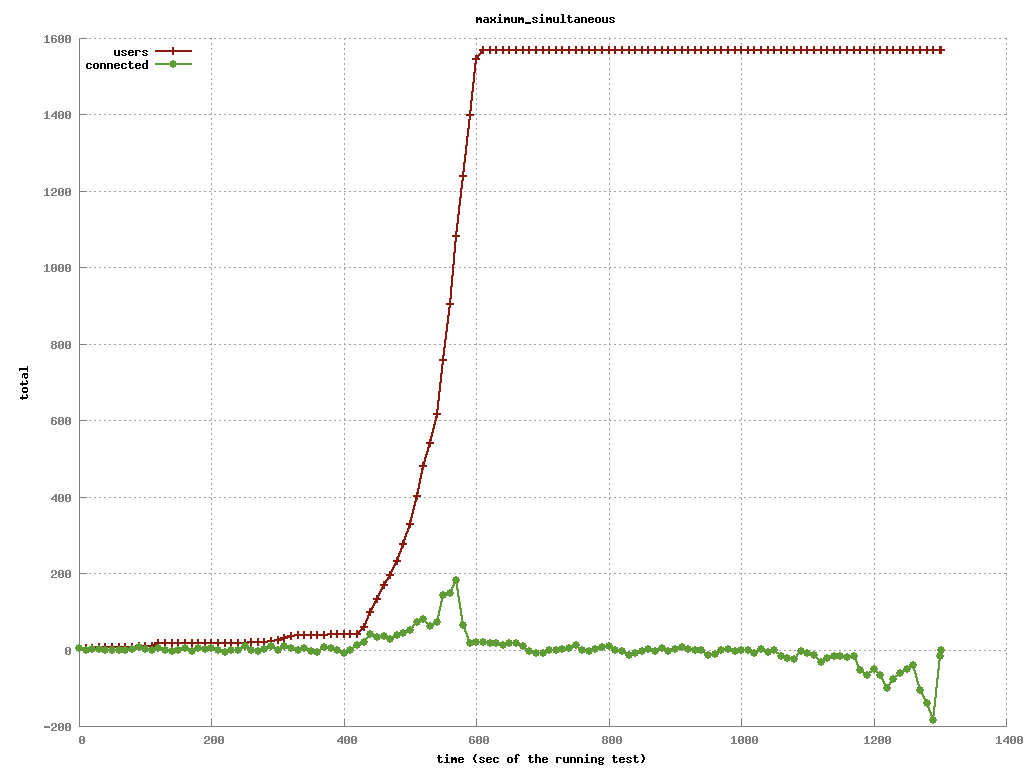 maximum_simultaneous
1600
1400
1200
1000
800
600
400
200
0
-200
users
connected
total
0 200 400 600 800 1000 1200 1400
time (sec of the running test)